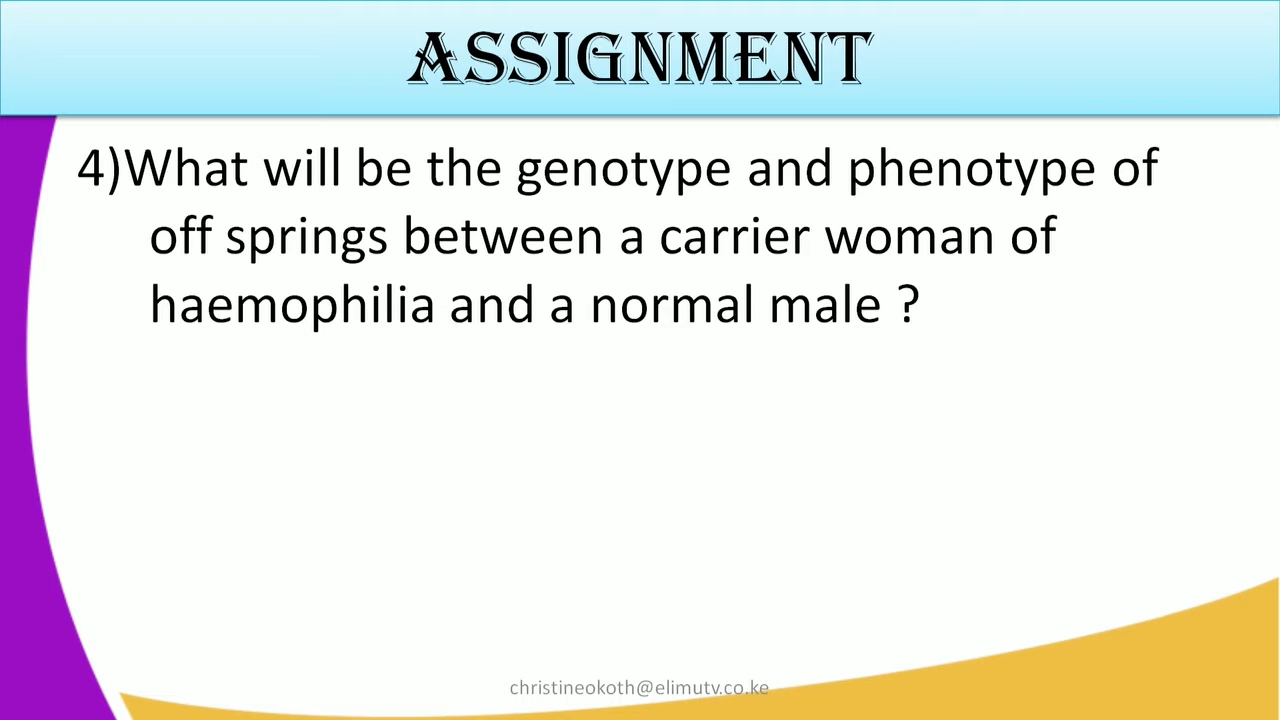 ASSIGNMENT
4)What will be the genotype and phenotype of
off springs between a carrier woman of
haemophilia and a normal male ?
christineokoth@elimutv.co.ke